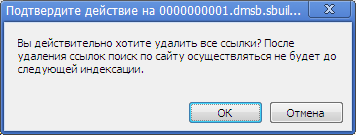 Подтвердите действие на 0000000001.dmsb.sbuil...
Вы действительно хотите удалить все ссылки? После
удаления ссылок поиск по сайту осуществляться не будет до
следующей индексации.
OK
Отмена